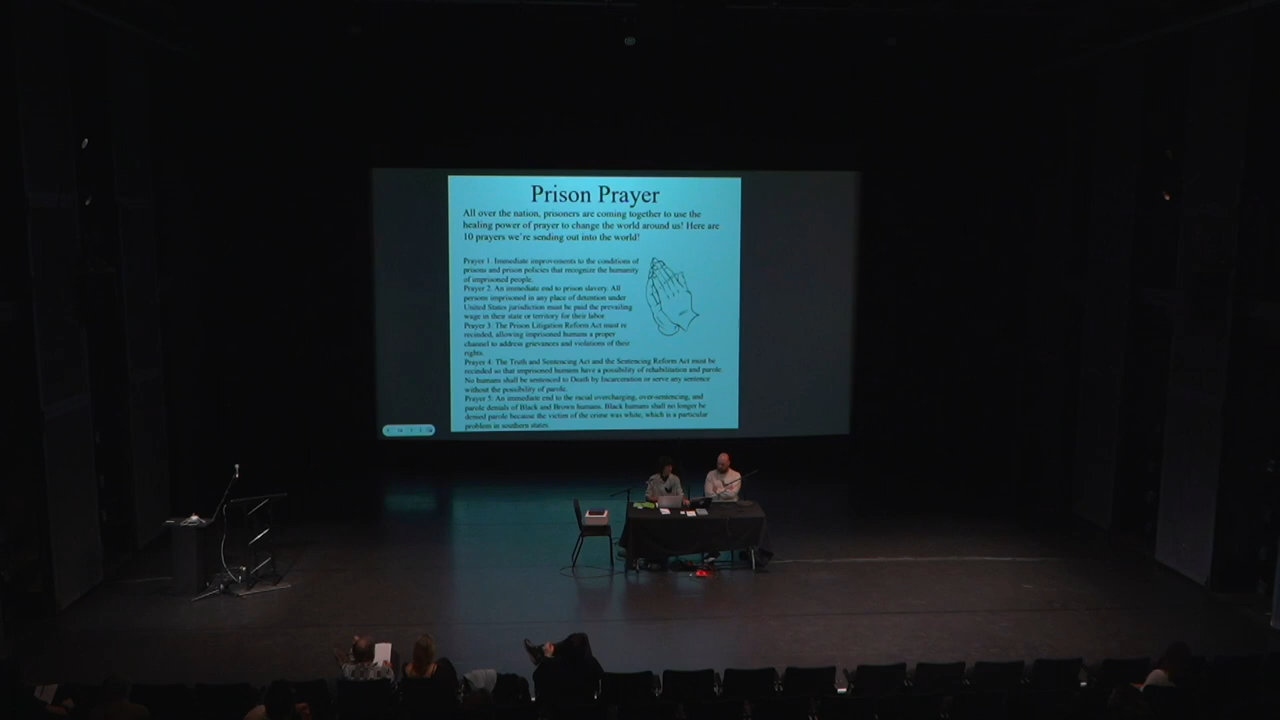 Prison Prayer
All over the nation, prisoners are coming together to use the
healing power of prayer to change the world around us! Here are
10 prayers we're sending out into the world!
Prayer 1. Immediate improvements to the conditions of
prisons and prison policies that recognize the humanity
of imprisoned people.
Prayer 2: An immediate end to prison slavery. All
persons imprisoned in any place of detention under
United States jurisdiction must be paid the prevailing
wage in their state or territory for their labor
Prayer 3: The Prison Litigation Reform Act must re
recinded, allowing imprisoned humans a proper
channel to address grievances and violations of their
rights.
Prayer 4: The Truth and Sentencing Act and the Sentencing Reform Act must be
recinded so that imprisoned humans have a possibility of rehabilitation and parole.
No humans shall be sentenced to Death by Incarceration or serve any sentence
without the possibility of parole.
Prayer 5: An immediate end to the racial overcharging, over-sentencing, and
parole denials of Black and Brown humans. Black humans shall no longer be
denied parole because the victim of the crime was white, which is a particular
problem in southern states.